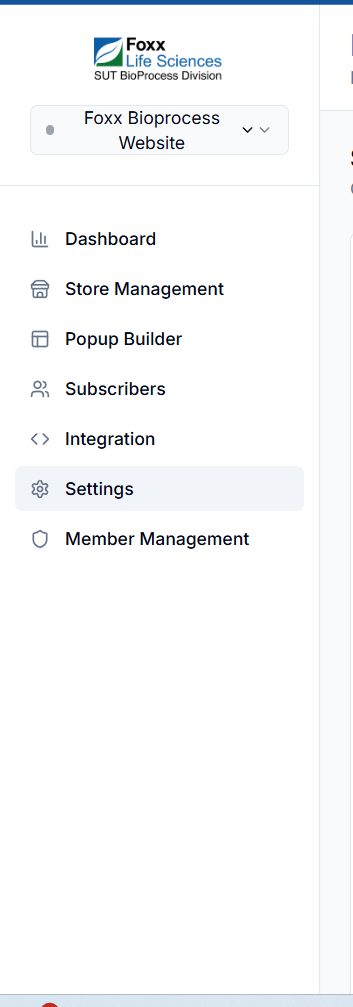 Foxx
Life Sciences
SUT BioProcess Division
Foxx Bioprocess
Website
Dashboard
Store Management
Popup Builder
Subscribers
Integration
Settings
Member Management